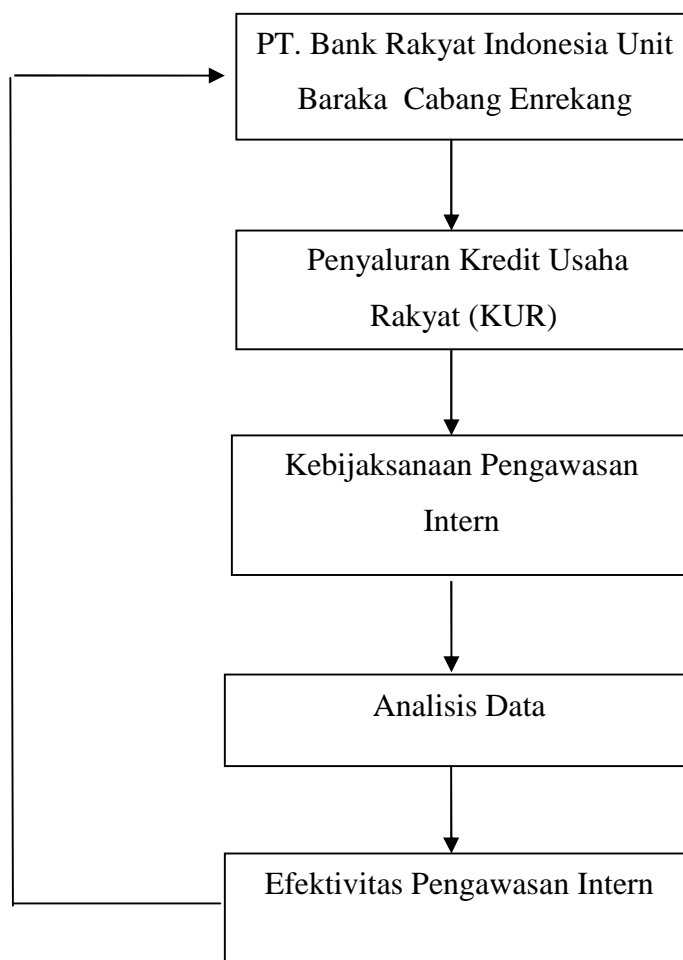 PT. Bank Rakyat Indonesia Unit
Baraka Cabang Enrekang
Penyaluran Kredit Usaha
Rakyat (KUR)
Kebijaksanaan Pengawasan
Intern
Analisis Data
Efektivitas Pengawasan Intern